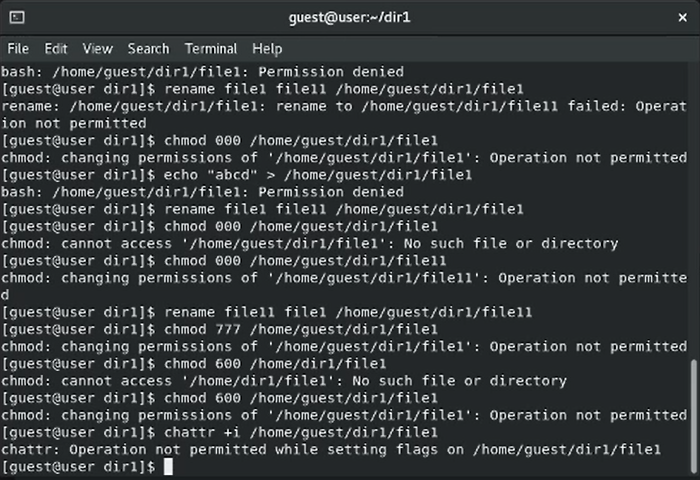 guest@user:~/dir1
File Edit View Search Terminal Help
bash: /home/guest/dir1/file1: Permission denied
[guest@user dir1]$ rename file1 file11 /home/guest/dir1/file1
rename: /home/guest/dir1/file1: rename to /home/guest/dir1/file11 failed: Operat
ion not permitted
[guest@user dir1]$ chmod 000 /home/guest/dir1/file1
chmod: changing permissions of '/home/guest/dir1/file1': Operation not permitted
[guest@user dir1]$ echo "abcd" > /home/guest/dir1/file1
bash: /home/guest/dir1/file1: Permission denied
[guest@user dir1]$ rename file1 file11 /home/guest/dir1/file1
[guest@user dir1]$ chmod 000 /home/guest/dir1/file1
chmod: cannot access '/home/guest/dir1/file1': No such file or directory
[guest@user dir1]$ chmod 000 /home/guest/dir1/file11
chmod: changing permissions of '/home/guest/dir1/file11': Operation not permitte
d
[guest@user dir1]$ rename file11 file1 /home/guest/dir1/file11
[guest@user dir1]$ chmod 777 /home/guest/dir1/file1
chmod: changing permissions of '/home/guest/dir1/file1': Operation not permitted
[guest@user dir1]$ chmod 600 /home/dir1/file1
chmod: cannot access '/home/dir1/file1': No such file or directory
[guest@user dir1]$ chmod 600 /home/guest/dir1/file1
chmod: changing permissions of '/home/guest/dir1/file1': Operation not permitted
[guest@user dir1]$ chattr +i /home/guest/dir1/file1
chattr: Operation not permitted while setting flags on /home/guest/dir1/file1
[guest@user dir1]$